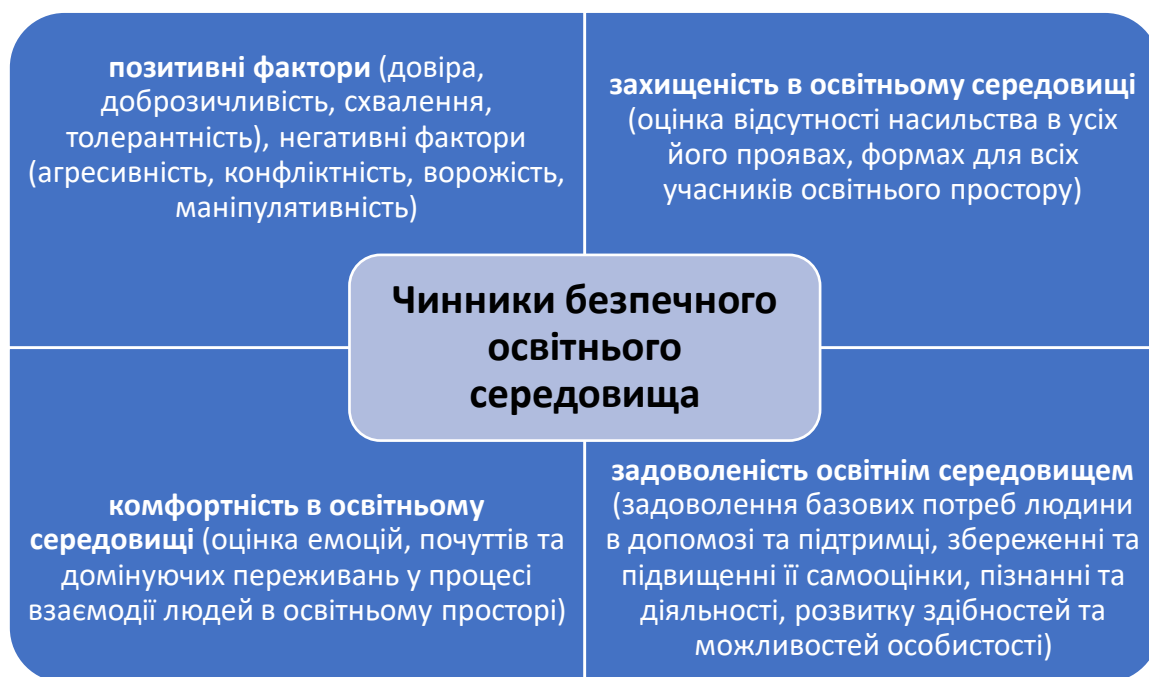 позитивні фактори (довіра,
доброзичливість, схвалення,
толерантність), негативні фактори
(агресивність, конфліктність, ворожість,
маніпулятивність)
захищеність в освітньому середовищі
(оцінка відсутності насильства в усіх
його проявах, формах для всіх
учасників освітнього простору)
Чинники безпечного
освітнього
середовища
комфортність в освітньому
середовищі (оцінка емоцій, почуттів та
домінуючих переживань у процесі
взаємодії людей в освітньому просторі)
задоволеність освітнім середовищем
(задоволення базових потреб людини
в допомозі та підтримці, збереженні та
підвищенні її самооцінки, пізнанні та
діяльності, розвитку здібностей та
можливостей особистості)